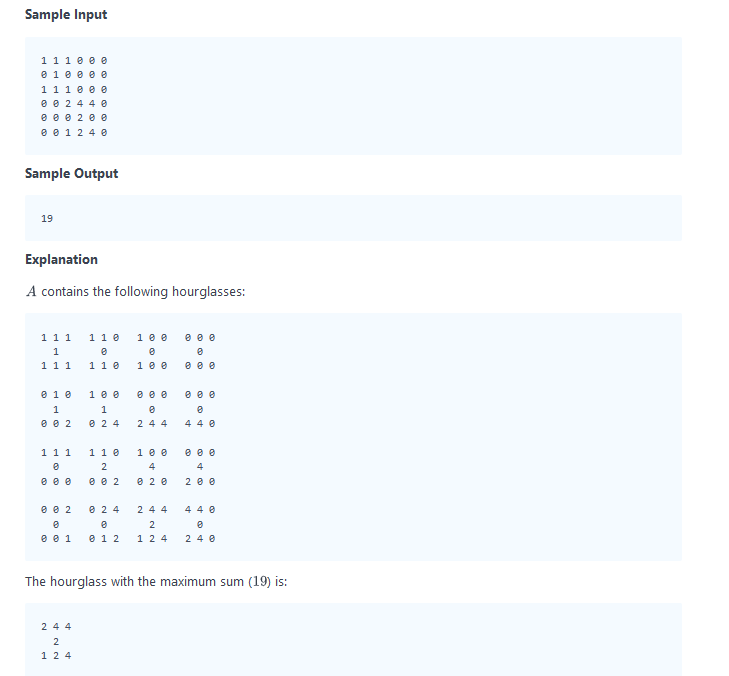 Sample Input
1 1 1 0 0 0
0 1 0 0 0 0
1 1 1 0 0 0
0 0 2 4 4 0
0 0 0 2 0 0
0 0 1 2 4 0
Sample Output
19
Explanation
A contains the following hourglasses:
1 1 1 1 1 0 1 0 0 0 0 0
1 0 0 0
1 1 1 1 1 0 1 0 0 0 0 0
0 1 0 1 0 0 0 0 0 0 0 0
1 1 0 0
0 0 2 0 2 4 2 4 4 4 4 0
1 1 1 1 1 0 1 0 0 0 0 0
0 2 4 4
0 0 0 0 0 2 0 2 0 2 0 0
0 0 2 0 2 4 2 4 4 4 4 0
0 0 2 0
0 0 1 0 1 2 1 2 4 2 4 0
The hourglass with the maximum sum (19) is:
2 4 4
2
1 2 4